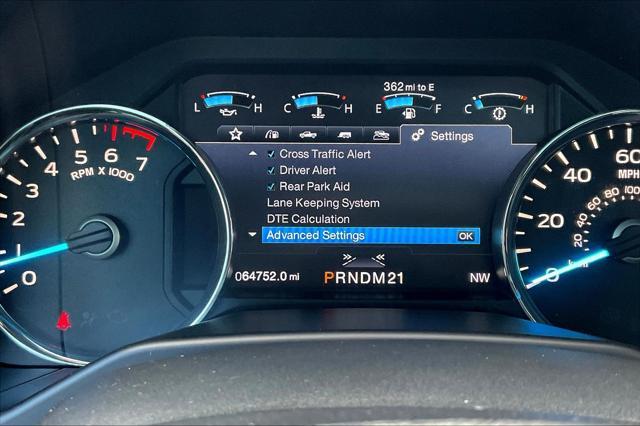 362 mi to E
L H C H E F C H
Settings
Cross Traffic Alert
Driver Alert
Rear Park Aid
Lane Keeping System
DTE Calculation
Advanced Settings OK
064752.0 mi PRNDM21 NW
0 1 2 3 4 5 6 7
RPM X 1000
0 20 40 60
MPH
20 40 60 80 100
km/h